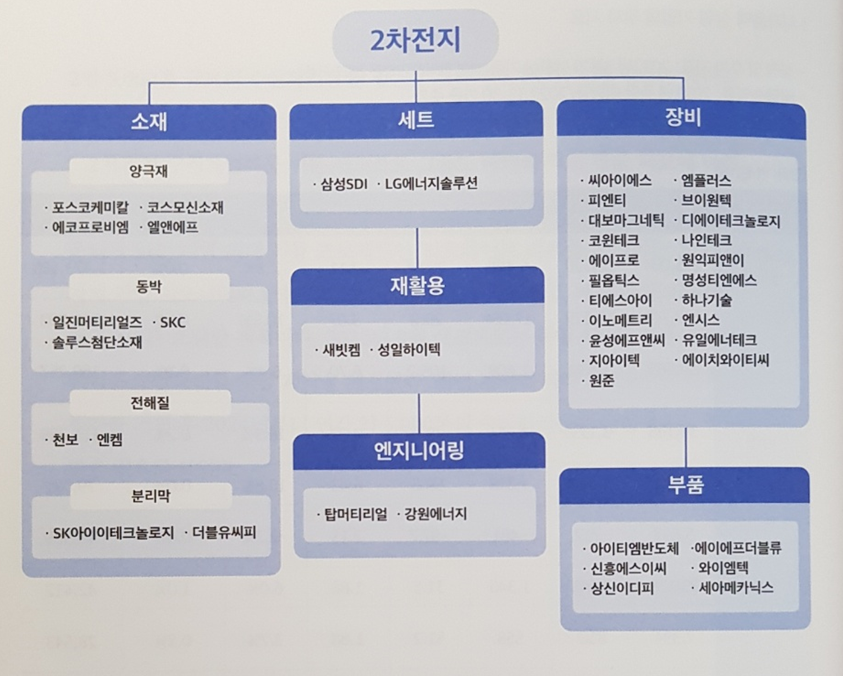 2차전지
소재
양극재
· 포스코케미칼 · 코스모신소재
· 에코프로비엠 · 엘앤에프
동박
· 일진머티리얼즈 · SKC
· 솔루스첨단소재
전해질
· 천보 · 엔켐
분리막
· SK아이이테크놀로지 · 더블유씨피
세트
· 삼성SDI · LG에너지솔루션
재활용
· 새빗켐 · 성일하이텍
엔지니어링
· 탑머티리얼 · 강원에너지
장비
· 씨아이에스 · 엠플러스
· 피엔티 · 브이원텍
· 대보마그네틱 · 디에이테크놀로지
· 코윈테크 · 나인테크
· 에이프로 · 원익피앤이
· 필옵틱스 · 명성티엔에스
· 티에스아이 · 하나기술
· 이노메트리 · 엔시스
· 윤성에프앤씨 · 유일에너테크
· 지아이텍 · 에이치와이티씨
· 원준
부품
· 아이티엠반도체 · 에이에프더블류
· 신흥에스이씨 · 와이엠텍
· 상신이디피 · 세아메카닉스